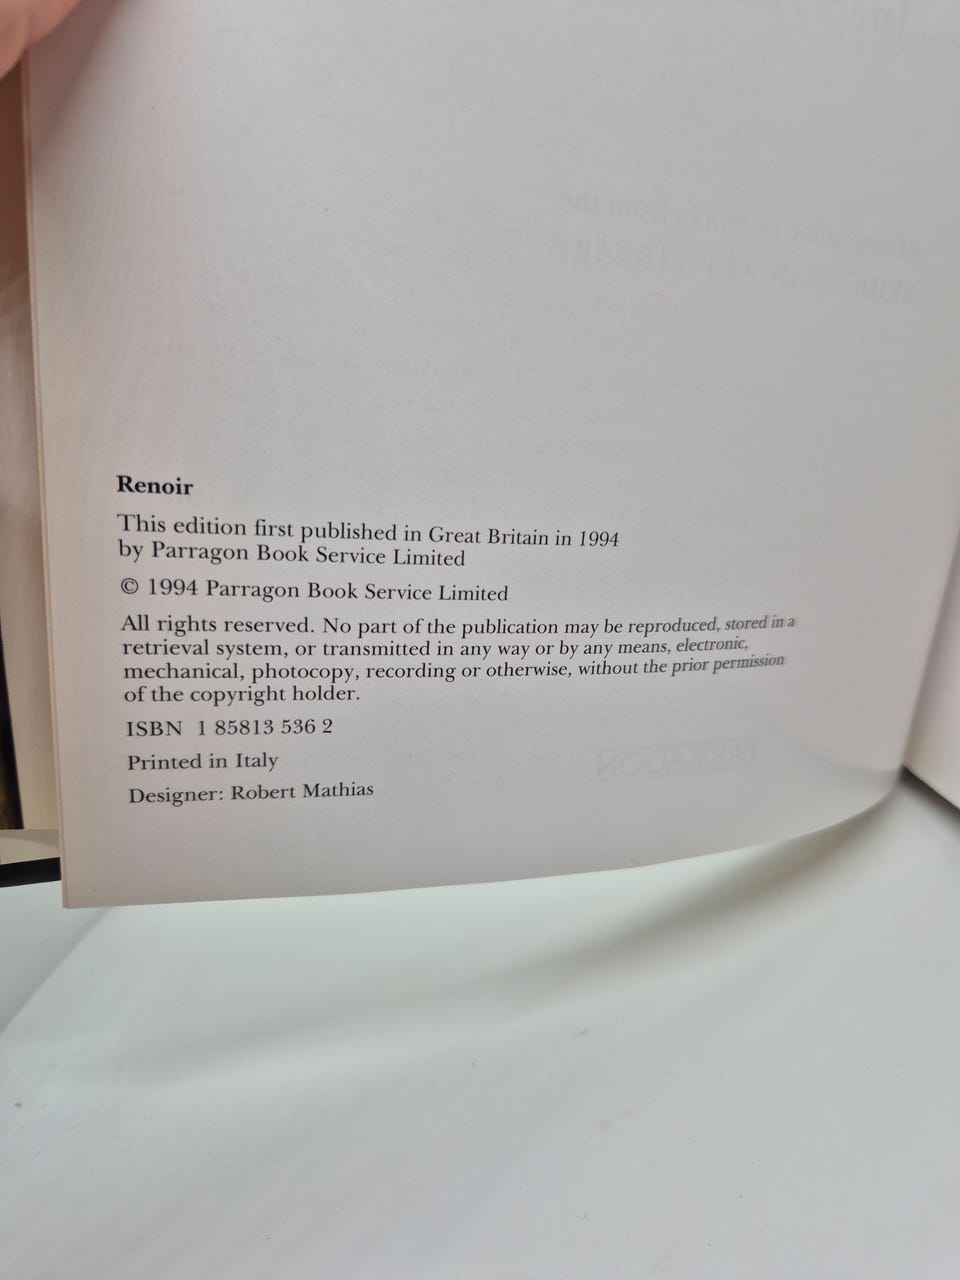 Renoir
This edition first published in Great Britain in 1994
by Parragon Book Service Limited
© 1994 Parragon Book Service Limited
All rights reserved. No part of the publication may be reproduced, stored in a
retrieval system, or transmitted in any way or by any means, electronic,
mechanical, photocopy, recording or otherwise, without the prior permission
of the copyright holder.
ISBN 1 85813 536 2
Printed in Italy
Designer: Robert Mathias